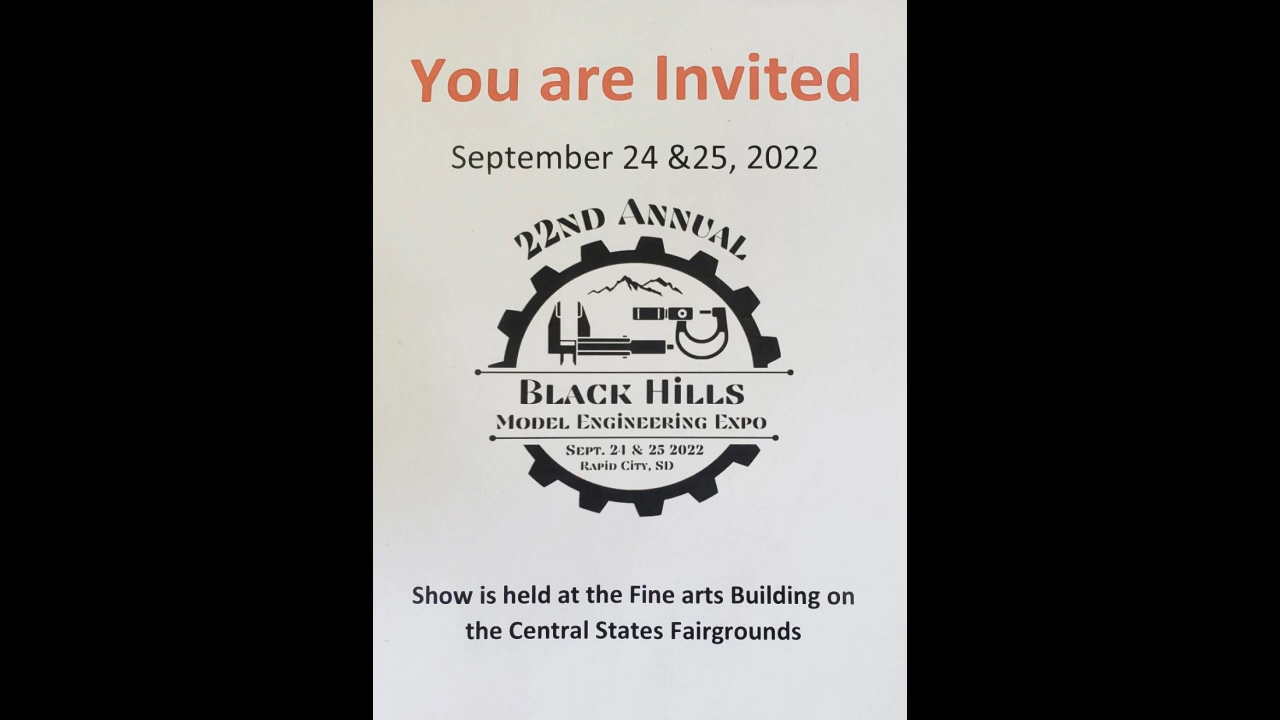 You are Invited
September 24 &25, 2022
22nd Annual
Black Hills
Model Engineering Expo
Sept. 24 & 25 2022
Rapid City, SD
Show is held at the Fine arts Building on
the Central States Fairgrounds